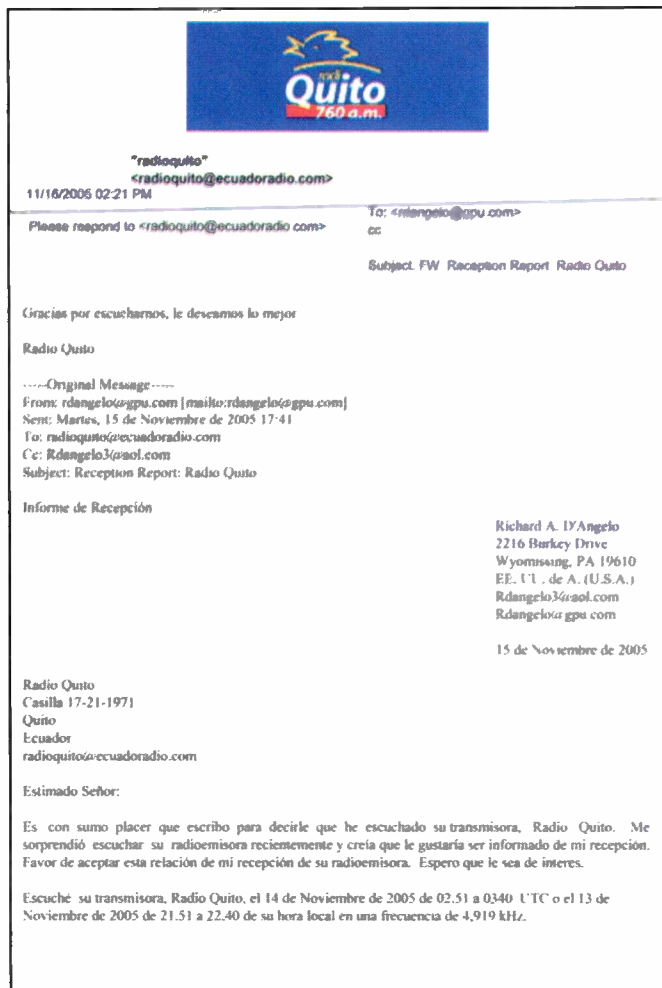 radio
Quito
760 a.m.
"radioquito"
<radioquito@ecuadoradio.com>
11/16/2005 02:21 PM
To: <rdangelo@gpu.com>
Please respond to <radioquito@ecuadoradio.com>
cc
Subject: FW Reception Report Radio Quito
Gracias por escucharnos, le deseamos lo mejor
Radio Quito
-----Original Message-----
From: rdangelo@gpu.com [mailto:rdangelo@gpu.com]
Sent: Martes, 15 de Noviembre de 2005 17:41
To: radioquito@ecuadoradio.com
Cc: Rdangelo3@aol.com
Subject: Reception Report: Radio Quito
Informe de Recepción
Richard A. D'Angelo
2216 Burkey Drive
Wyomissing, PA 19610
EE. UU. de A. (U.S.A.)
Rdangelo3@aol.com
Rdangelo@gpu.com
15 de Noviembre de 2005
Radio Quito
Casilla 17-21-1971
Quito
Ecuador
radioquito@ecuadoradio.com
Estimado Señor:
Es con sumo placer que escribo para decirle que he escuchado su transmisora, Radio Quito. Me
sorprendió escuchar su radioemisora recientemente y creía que le gustaría ser informado de mi recepción.
Favor de aceptar esta relación de mi recepción de su radioemisora. Espero que le sea de interes.
Escuché su transmisora, Radio Quito, el 14 de Noviembre de 2005 de 02.51 a 0340 UTC o el 13 de
Noviembre de 2005 de 21.51 a 22.40 de su hora local en una frecuencia de 4,919 kHz.